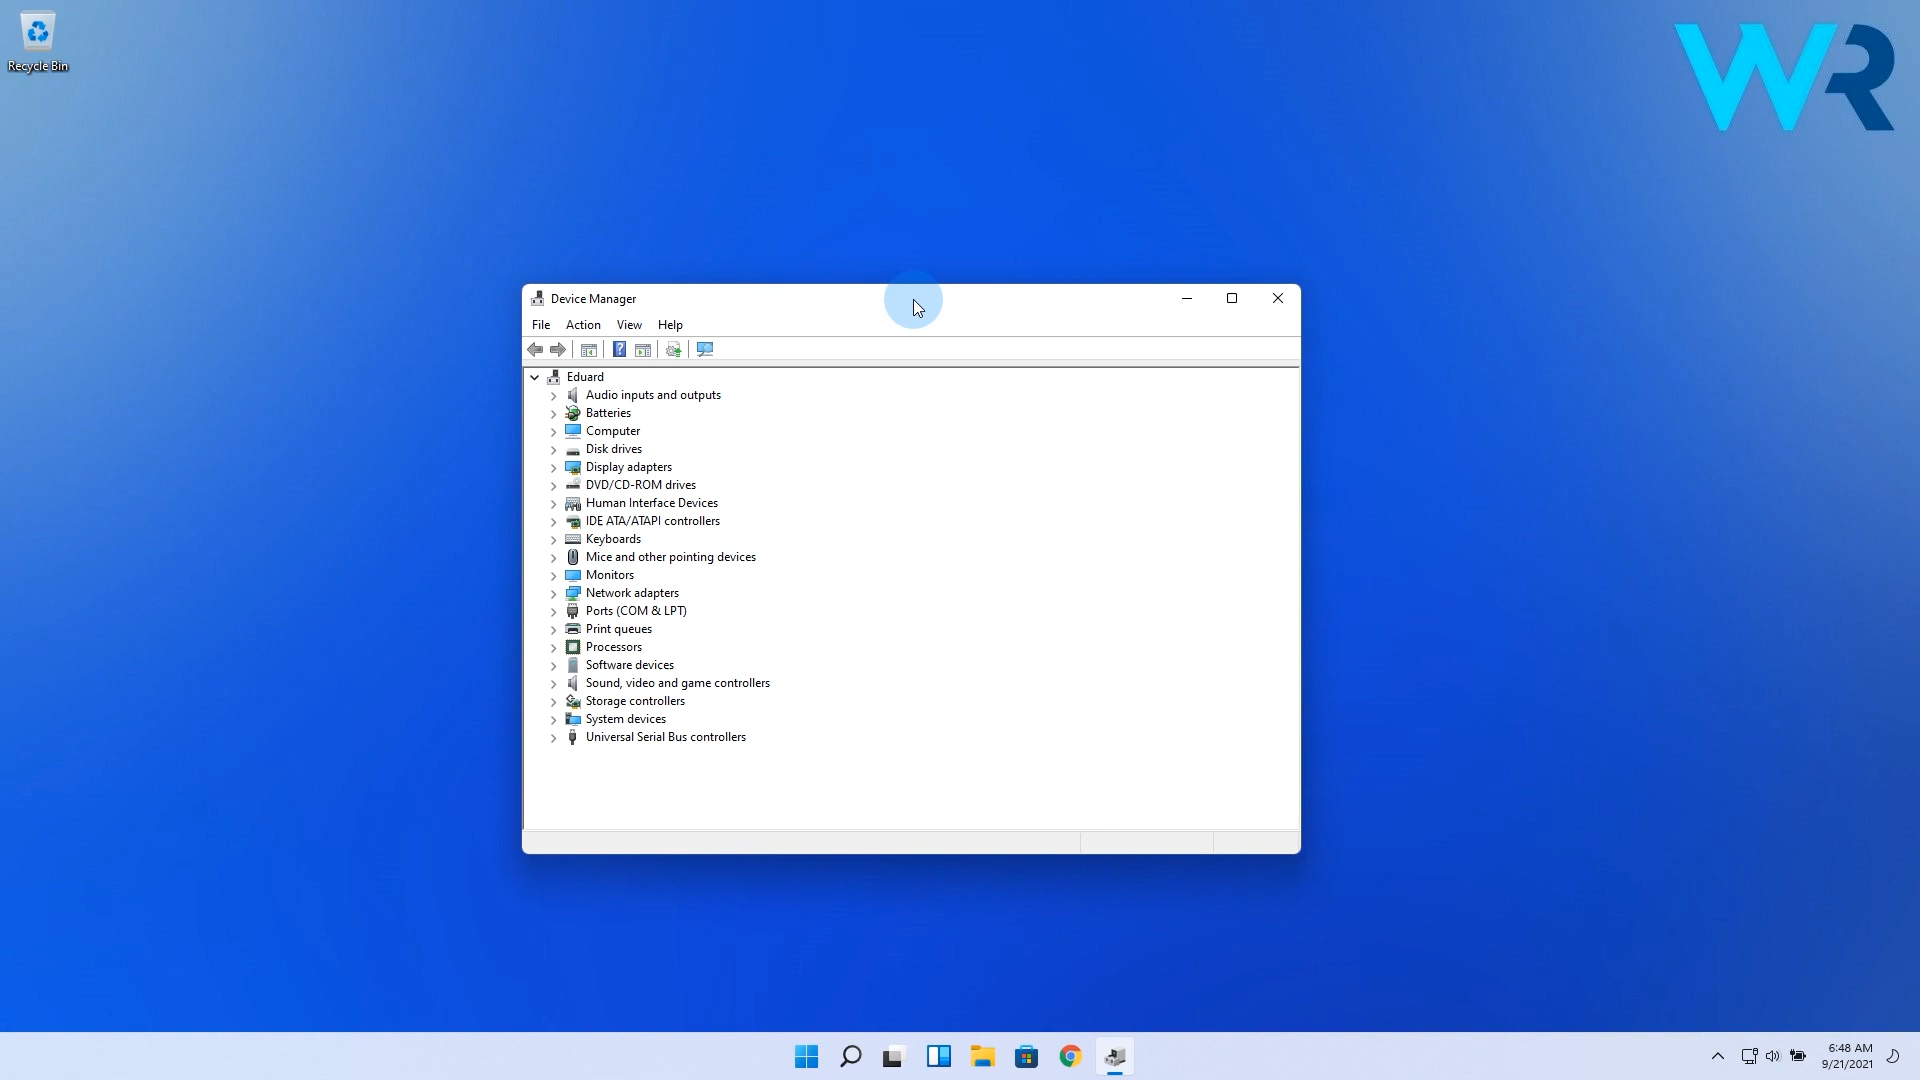 Recycle Bin
WR
Device Manager
File Action View Help
Eduard
Audio inputs and outputs
Batteries
Computer
Disk drives
Display adapters
DVD/CD-ROM drives
Human Interface Devices
IDE ATA/ATAPI controllers
Keyboards
Mice and other pointing devices
Monitors
Network adapters
Ports (COM & LPT)
Print queues
Processors
Software devices
Sound, video and game controllers
Storage controllers
System devices
Universal Serial Bus controllers
6:48 AM
9/21/2021